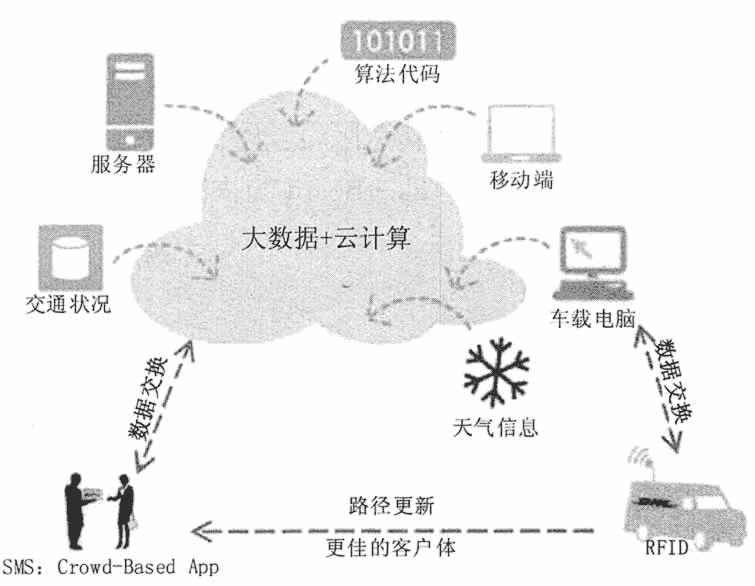 101011
算法代码
服务器
移动端
大数据+云计算
交通状况
车载电脑
数据交换
数据交换
天气信息
路径更新
更佳的客户体
RFID
SMS: Crowd-Based App